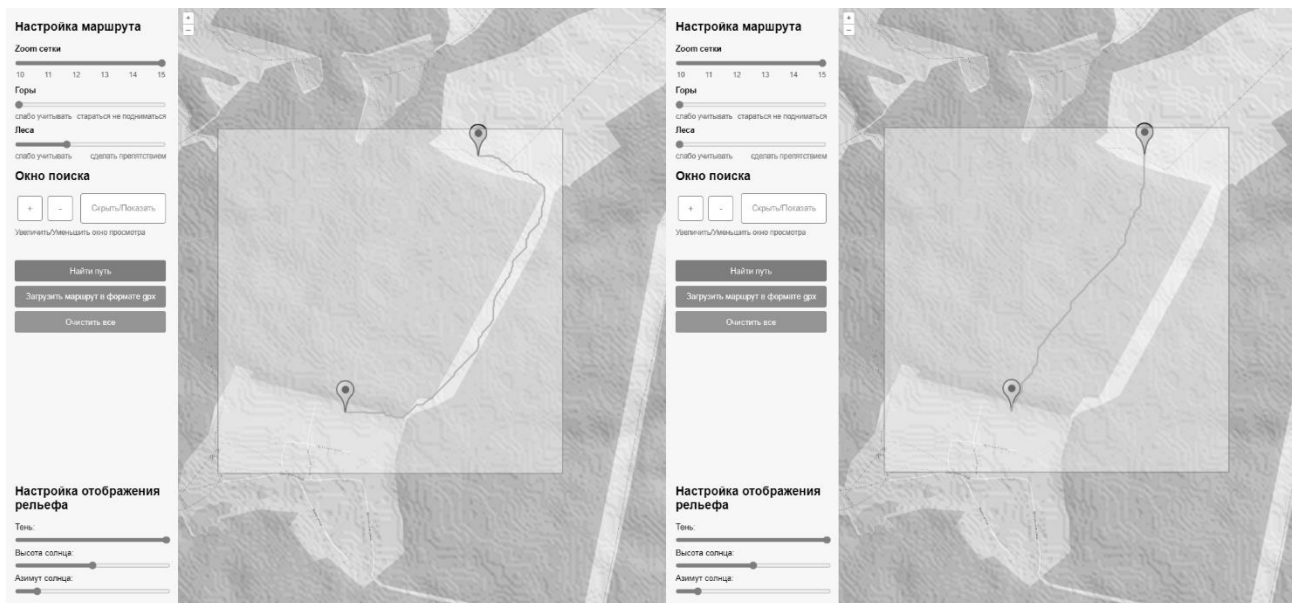 Настройка маршрута
Zoom сетки
10 11 12 13 14 15
Горы
слабо учитывать стараться не подниматься
Леса
слабо учитывать сделать препятствием
Окно поиска
+ - Скрыть/Показать
Увеличить/Уменьшить окно просмотра
Найти путь
Загрузить маршрут в формате gpx
Очистить все
Настройка отображения
рельефа
Тень:
Высота солнца:
Азимут солнца:
+
–
Настройка маршрута
Zoom сетки
10 11 12 13 14 15
Горы
слабо учитывать стараться не подниматься
Леса
слабо учитывать сделать препятствием
Окно поиска
+ - Скрыть/Показать
Увеличить/Уменьшить окно просмотра
Найти путь
Загрузить маршрут в формате gpx
Очистить все
Настройка отображения
рельефа
Тень:
Высота солнца:
Азимут солнца:
+
–